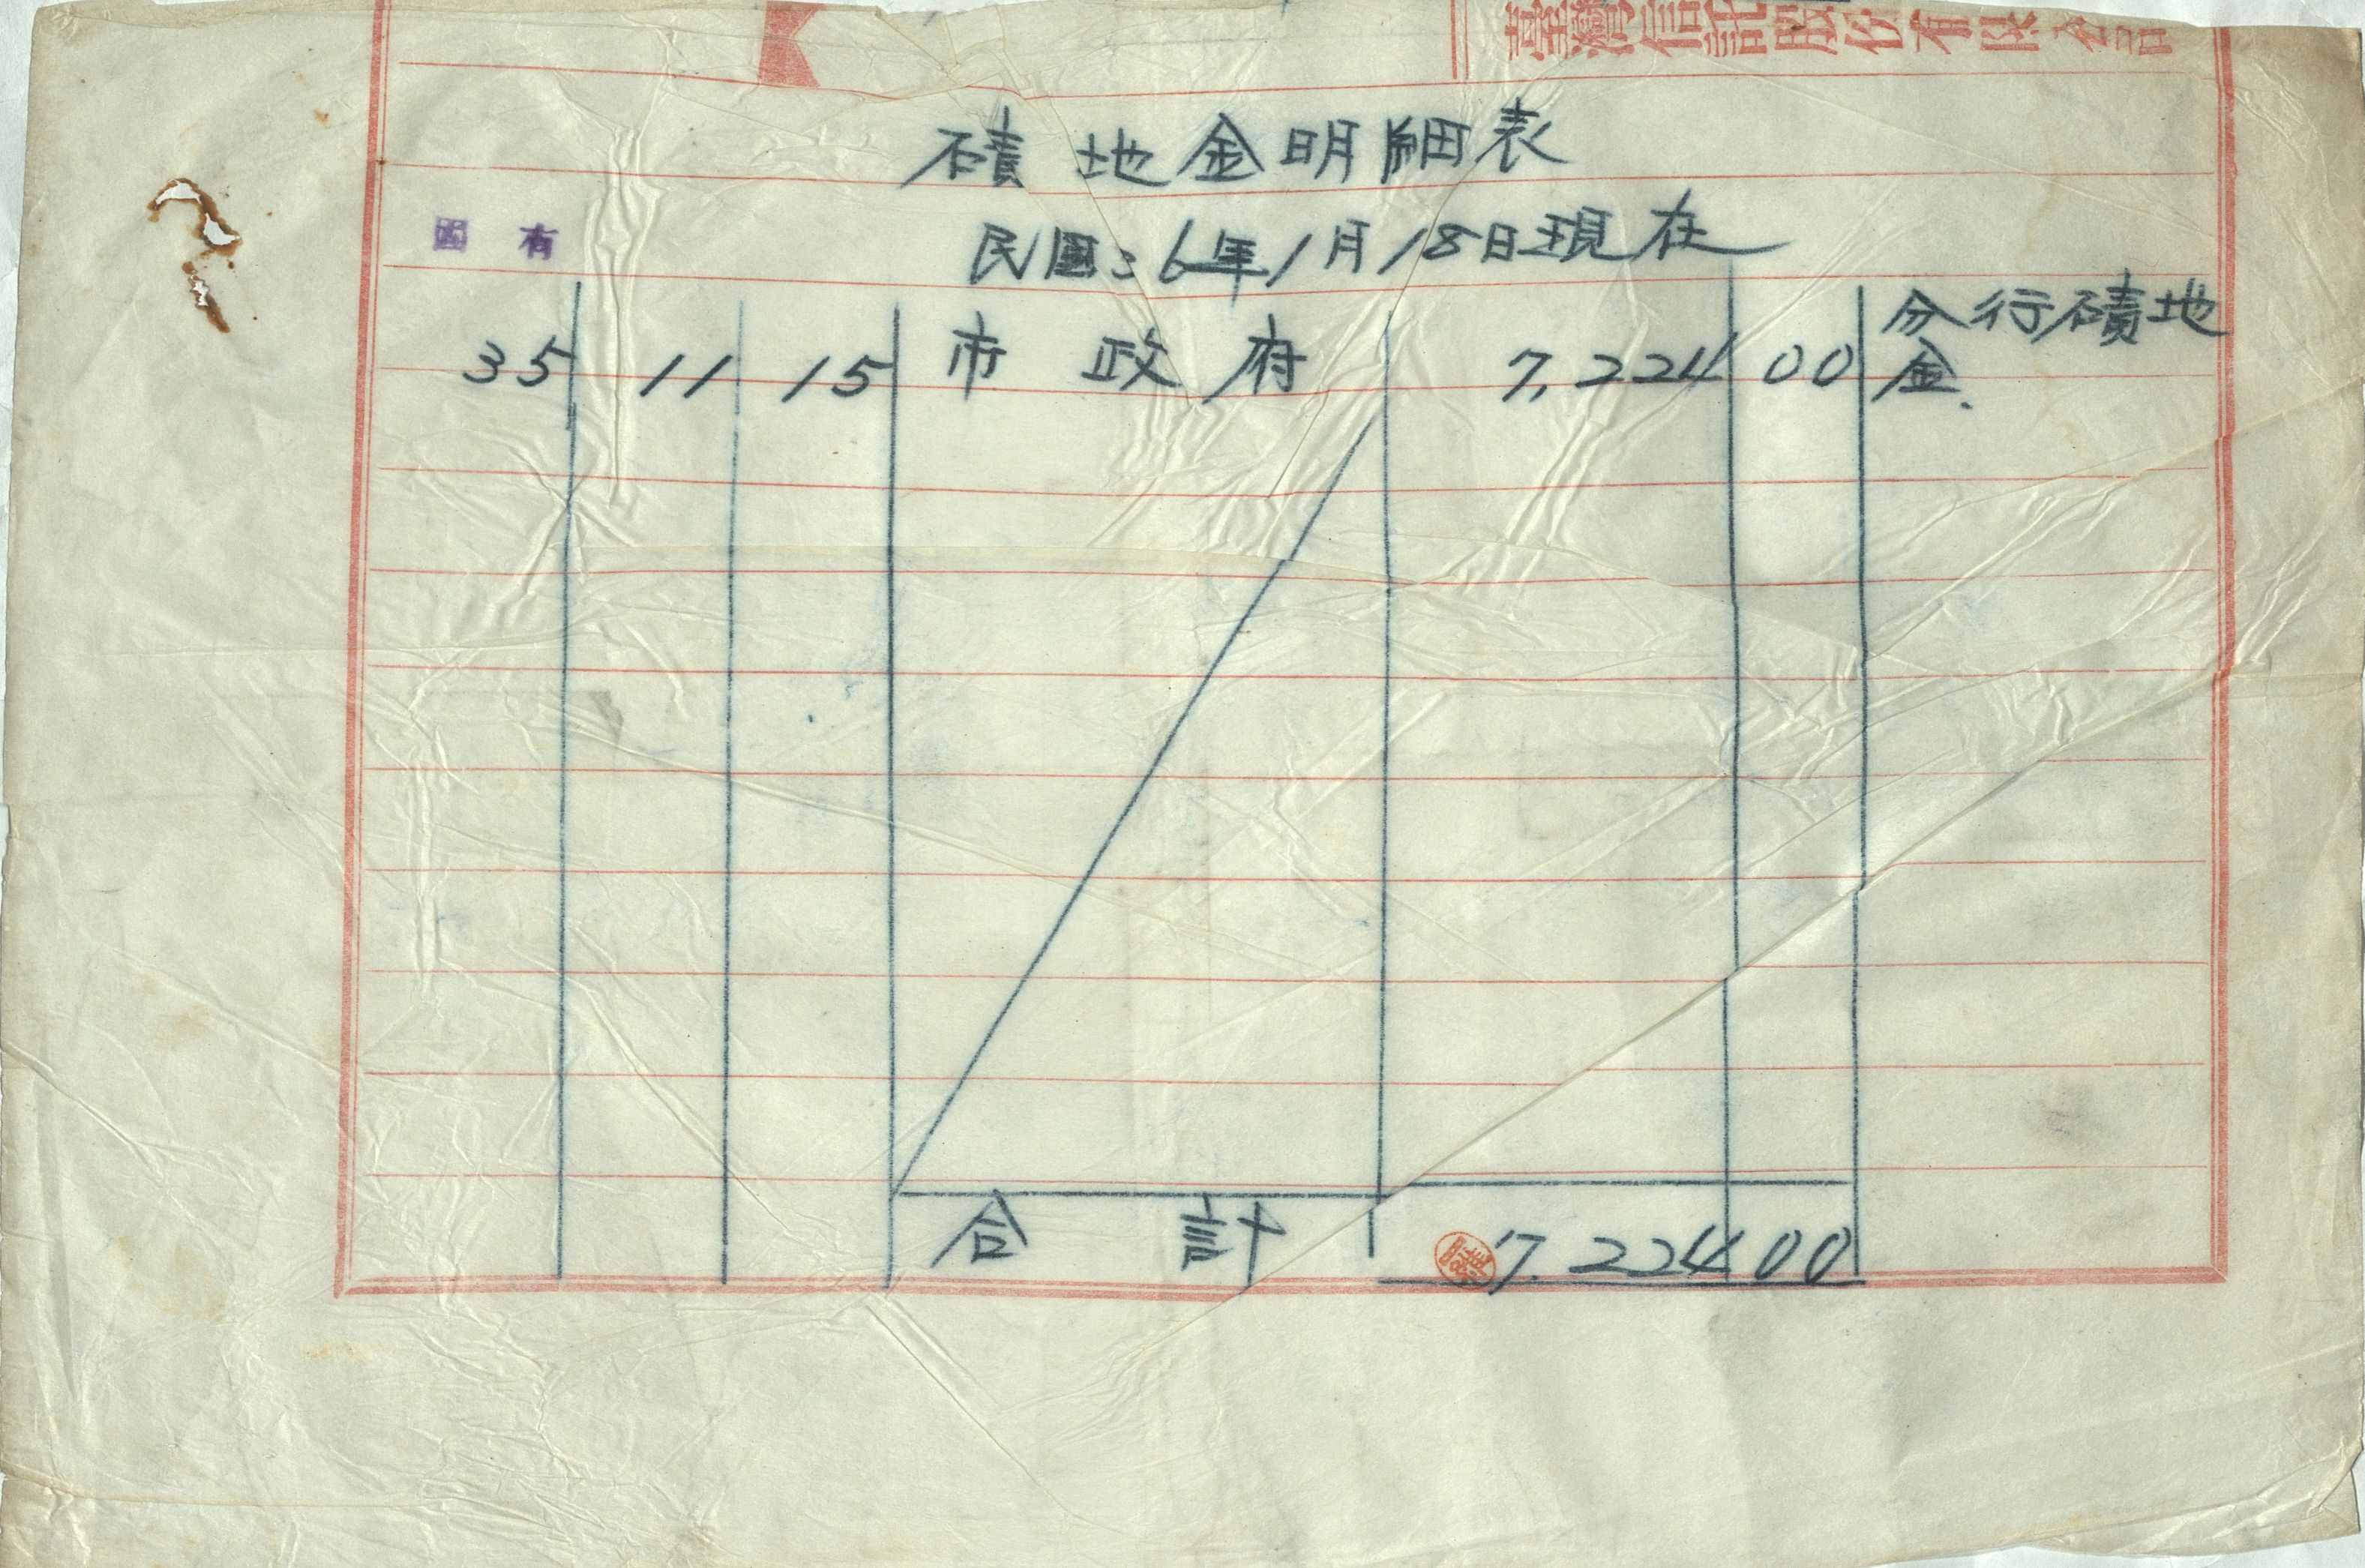 臺灣信託股份有限公司
磧地金明細表
固有
民國36年1月18日現在
35 11 15 市政府 7,224 00 分行磧地金.
合計 7.224 00